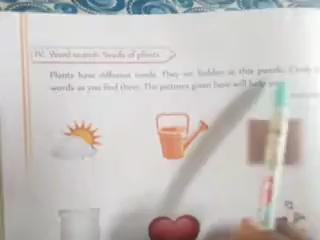 IV. Word search: Needs of plants
Plants have different needs. They are hidden in this puzzle. Circle
words as you find them. The pictures given here will help you.